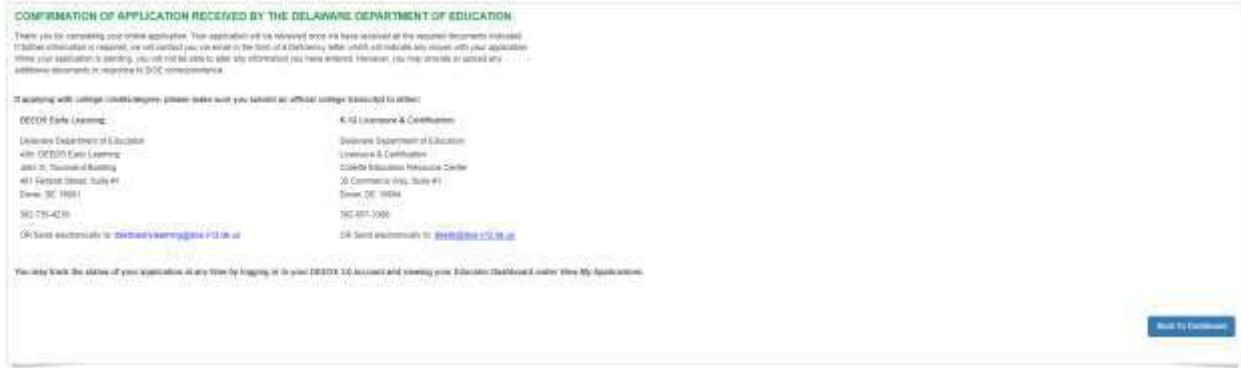 CONFIRMATION OF APPLICATION RECEIVED BY THE DELAWARE DEPARTMENT OF EDUCATION
Thank you for completing your online application. Your application will be reviewed once we have received all the required documents indicated.
If further information is required, we will contact you via email in the form of a Deficiency letter which will indicate any issues with your application.
While your application is pending, you will not be able to alter any information you have entered. However, you may provide or upload any
additional documents in response to DOE correspondence.
If applying with college credits/degree, please make sure you submit an official college transcript to either:
DEEDS Early Learning
Delaware Department of Education
attn: DEEDS Early Learning
John G. Townsend Building
401 Federal Street, Suite #1
Dover, DE 19901
OR Send electronically to:
K-12 Licensure & Certification
Delaware Department of Education
Licensure & Certification
Collette Education Resource Center
35 Commerce Way, Suite #1
Dover, DE 19904
OR Send electronically to:
You may track the status of your application at any time by logging in to your DEEDS 3.0 Account and viewing your Educator Dashboard under View My Applications.
Back To Dashboard